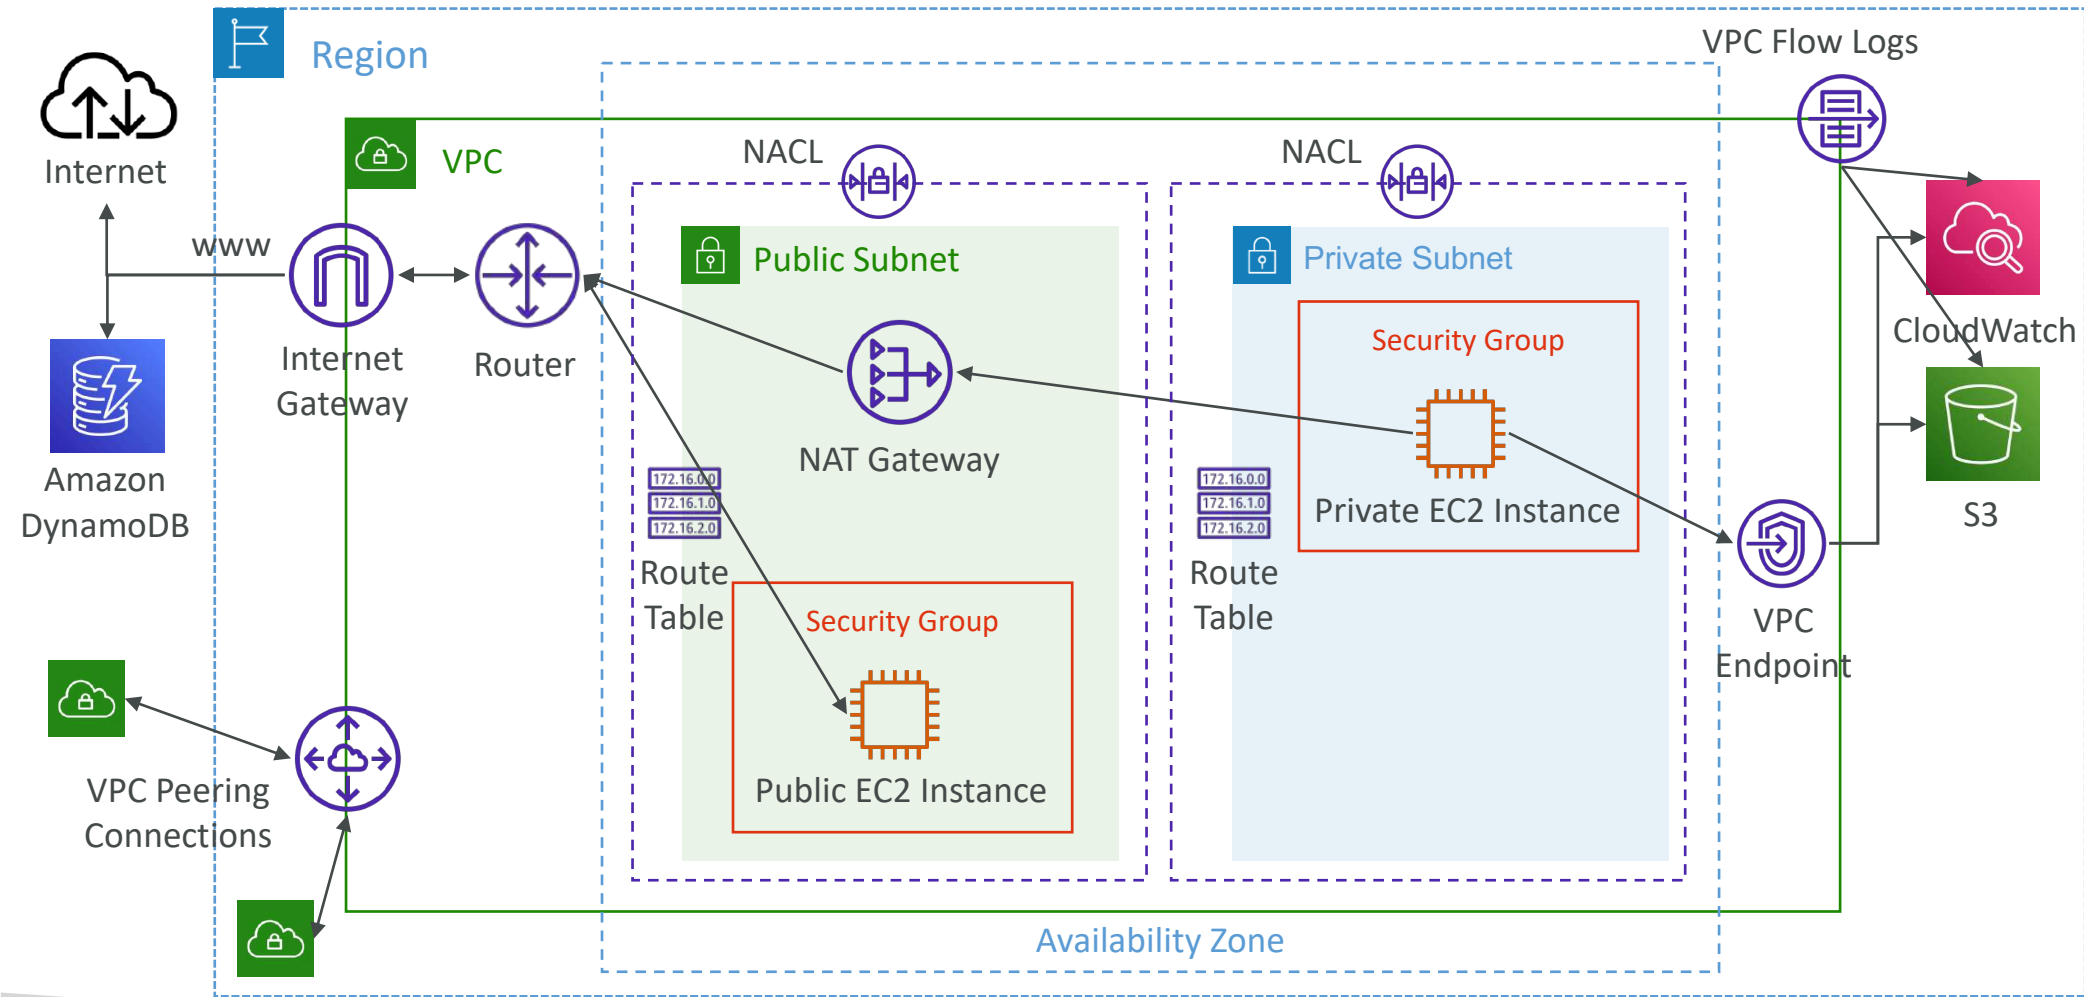 Region
VPC Flow Logs
Internet
VPC
NACL
NACL
www
Public Subnet
Private Subnet
Internet
Gateway
Router
Security Group
CloudWatch
NAT Gateway
Amazon
DynamoDB
172.16.0.0
172.16.1.0
172.16.2.0
172.16.0.0
172.16.1.0
172.16.2.0
Private EC2 Instance
S3
Route
Table
Route
Table
Security Group
VPC
Endpoint
VPC Peering
Connections
Public EC2 Instance
Availability Zone